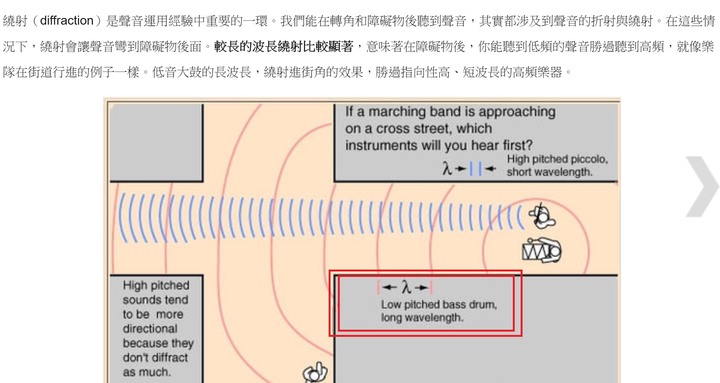 繞射（diffraction）是聲音運用經驗中重要的一環。我們能在轉角和障礙物後聽到聲音，其實都涉及到聲音的折射與繞射。在這些情
況下，繞射會讓聲音彎到障礙物後面。較長的波長繞射比較顯著，意味著在障礙物後，你能聽到低頻的聲音勝過聽到高頻，就像樂
隊在街道行進的例子一樣。低音大鼓的長波長，繞射進街角的效果，勝過指向性高、短波長的高頻樂器。
If a marching band is approaching
on a cross street, which
instruments will you hear first?
λ High pitched piccolo,
short wavelength.
λ
Low pitched bass drum,
long wavelength.
High pitched
sounds tend
to be more
directional
because they
don't diffract
as much.